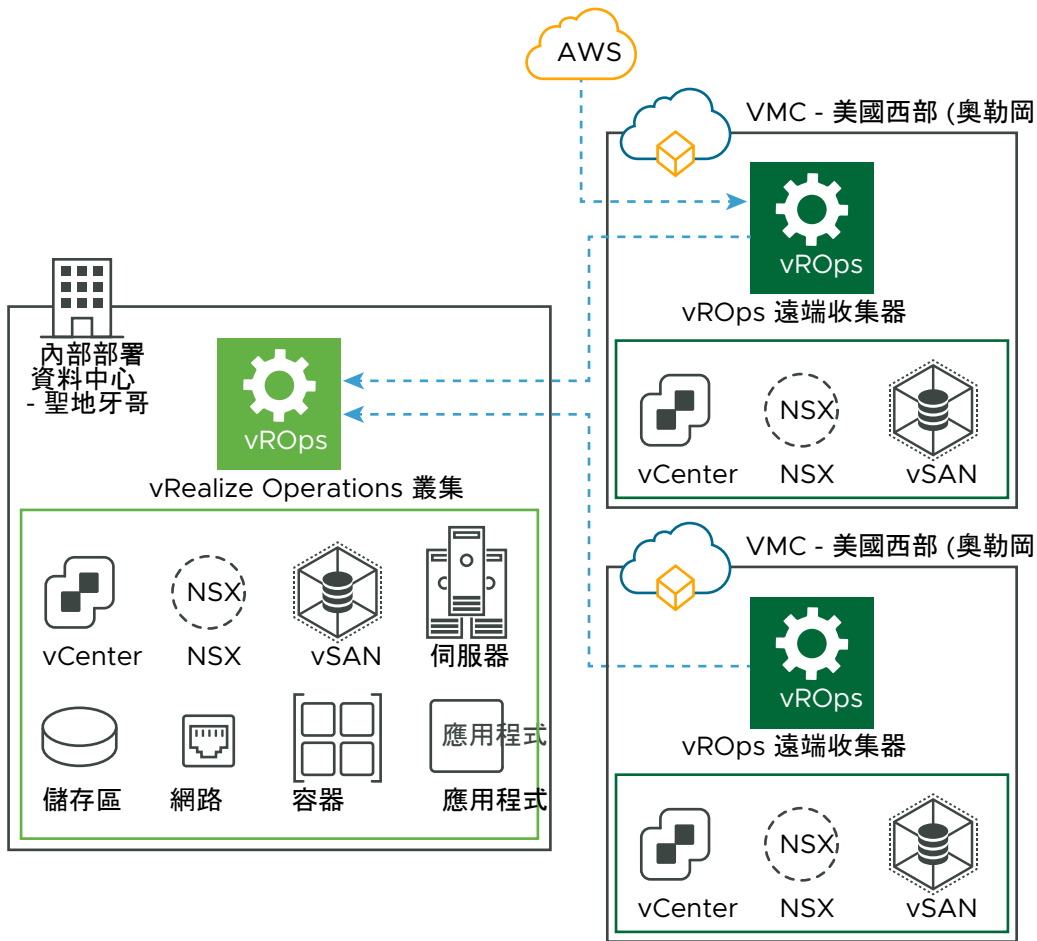 AWS
VMC - 美國西部 (奧勒岡
vROps
vROps 遠端收集器
NSX
vCenter
NSX
vSAN
內部部署
資料中心
- 聖地牙哥
vROps
vRealize Operations 叢集
NSX
vCenter
NSX
vSAN
伺服器
應用程式
儲存區
網路
容器
應用程式
VMC - 美國西部 (奧勒岡
vROps
vROps 遠端收集器
NSX
vCenter
NSX
vSAN